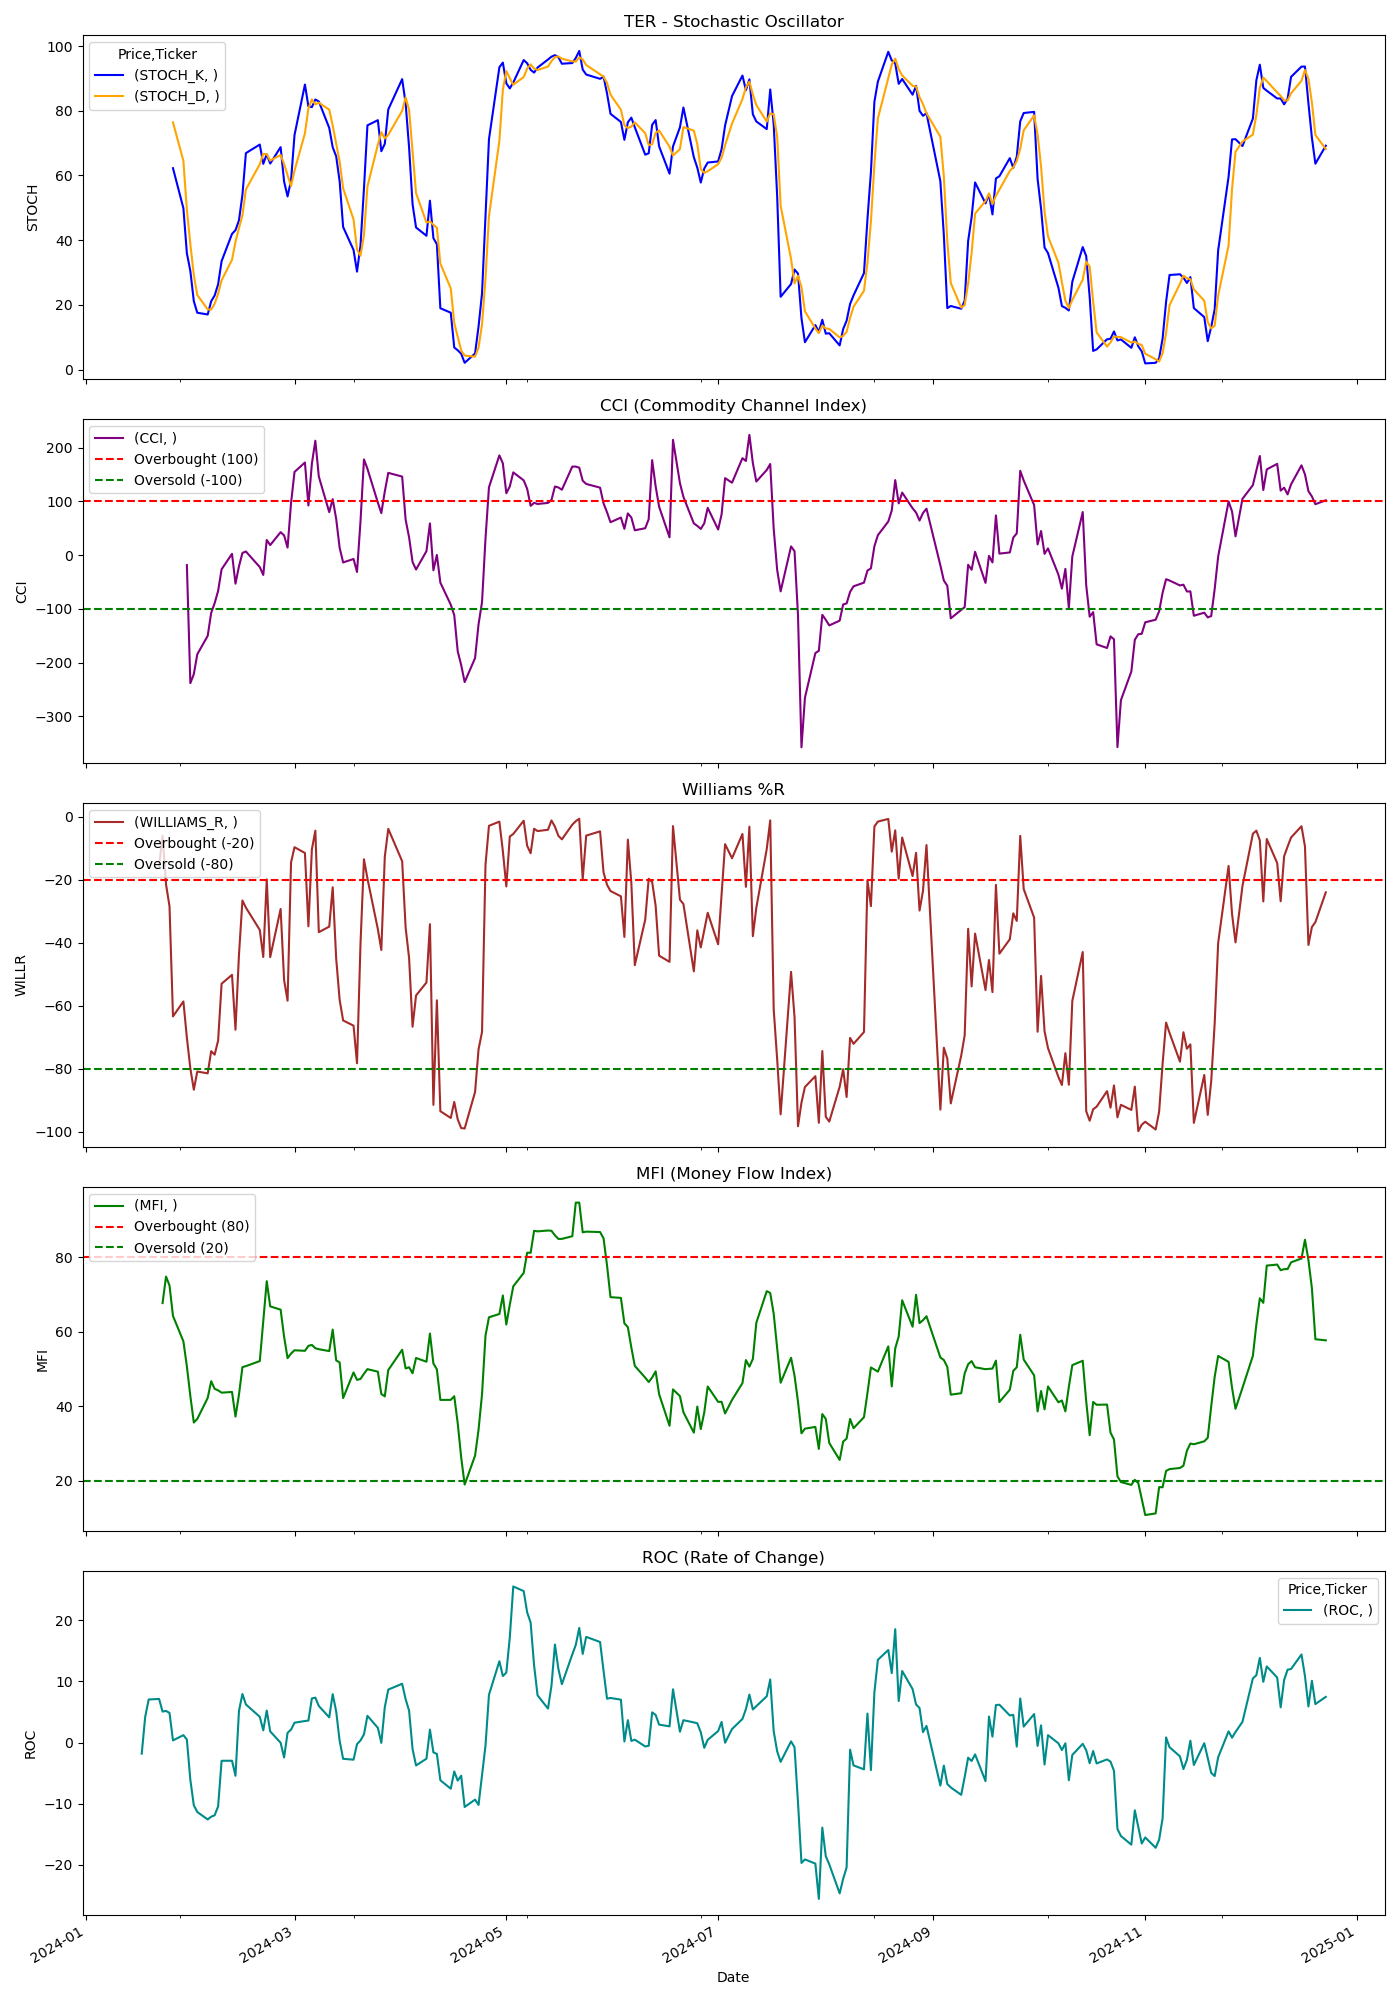 TER - Stochastic Oscillator
Price,Ticker
(STOCH_K, )
(STOCH_D, )
STOCH
100
80
60
40
20
0
CCI (Commodity Channel Index)
(CCI, )
Overbought (100)
Oversold (-100)
CCI
200
100
0
−100
−200
−300
Williams %R
(WILLIAMS_R, )
Overbought (-20)
Oversold (-80)
WILLR
0
−20
−40
−60
−80
−100
MFI (Money Flow Index)
(MFI, )
Overbought (80)
Oversold (20)
MFI
80
60
40
20
ROC (Rate of Change)
Price,Ticker
(ROC, )
ROC
20
10
0
−10
−20
2024-01
2024-03
2024-05
2024-07
2024-09
2024-11
2025-01
Date